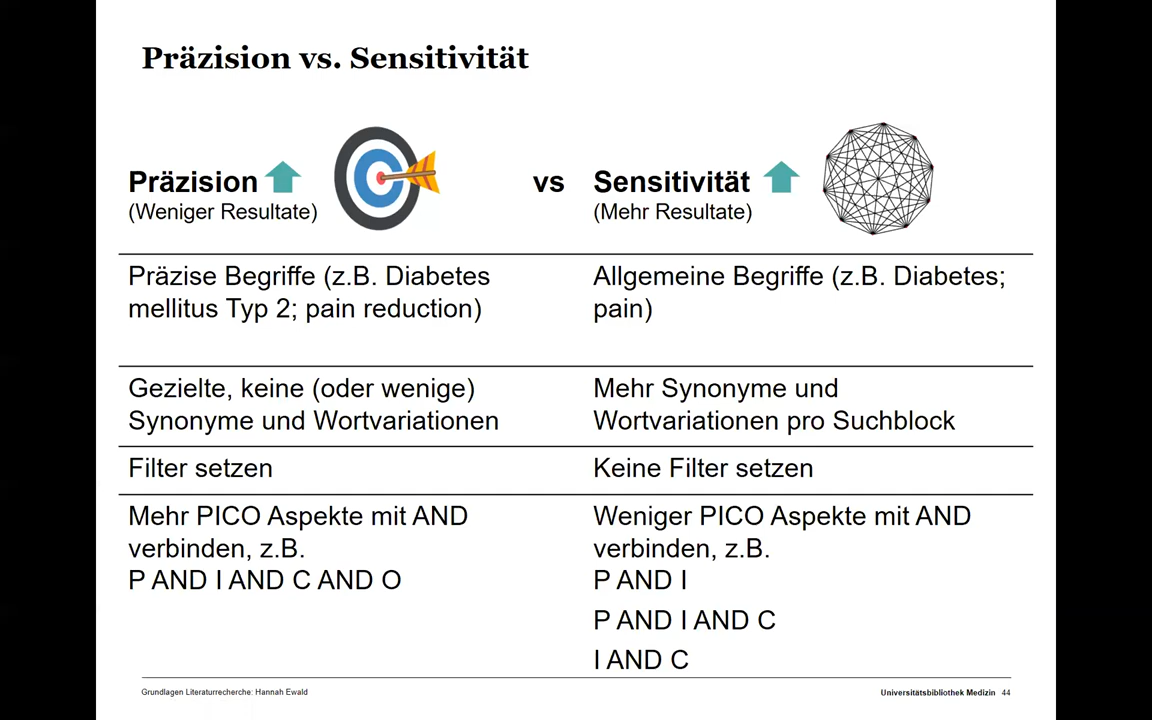 Präzision vs. Sensitivität
Präzision
(Weniger Resultate)
vs
Sensitivität
(Mehr Resultate)
Präzise Begriffe (z.B. Diabetes
mellitus Typ 2; pain reduction)
Allgemeine Begriffe (z.B. Diabetes;
pain)
Gezielte, keine (oder wenige)
Synonyme und Wortvariationen
Mehr Synonyme und
Wortvariationen pro Suchblock
Filter setzen
Keine Filter setzen
Mehr PICO Aspekte mit AND
verbinden, z.B.
P AND I AND C AND O
Weniger PICO Aspekte mit AND
verbinden, z.B.
P AND I
P AND I AND C
I AND C
Grundlagen Literaturrecherche: Hannah Ewald
Universitätsbibliothek Medizin 44